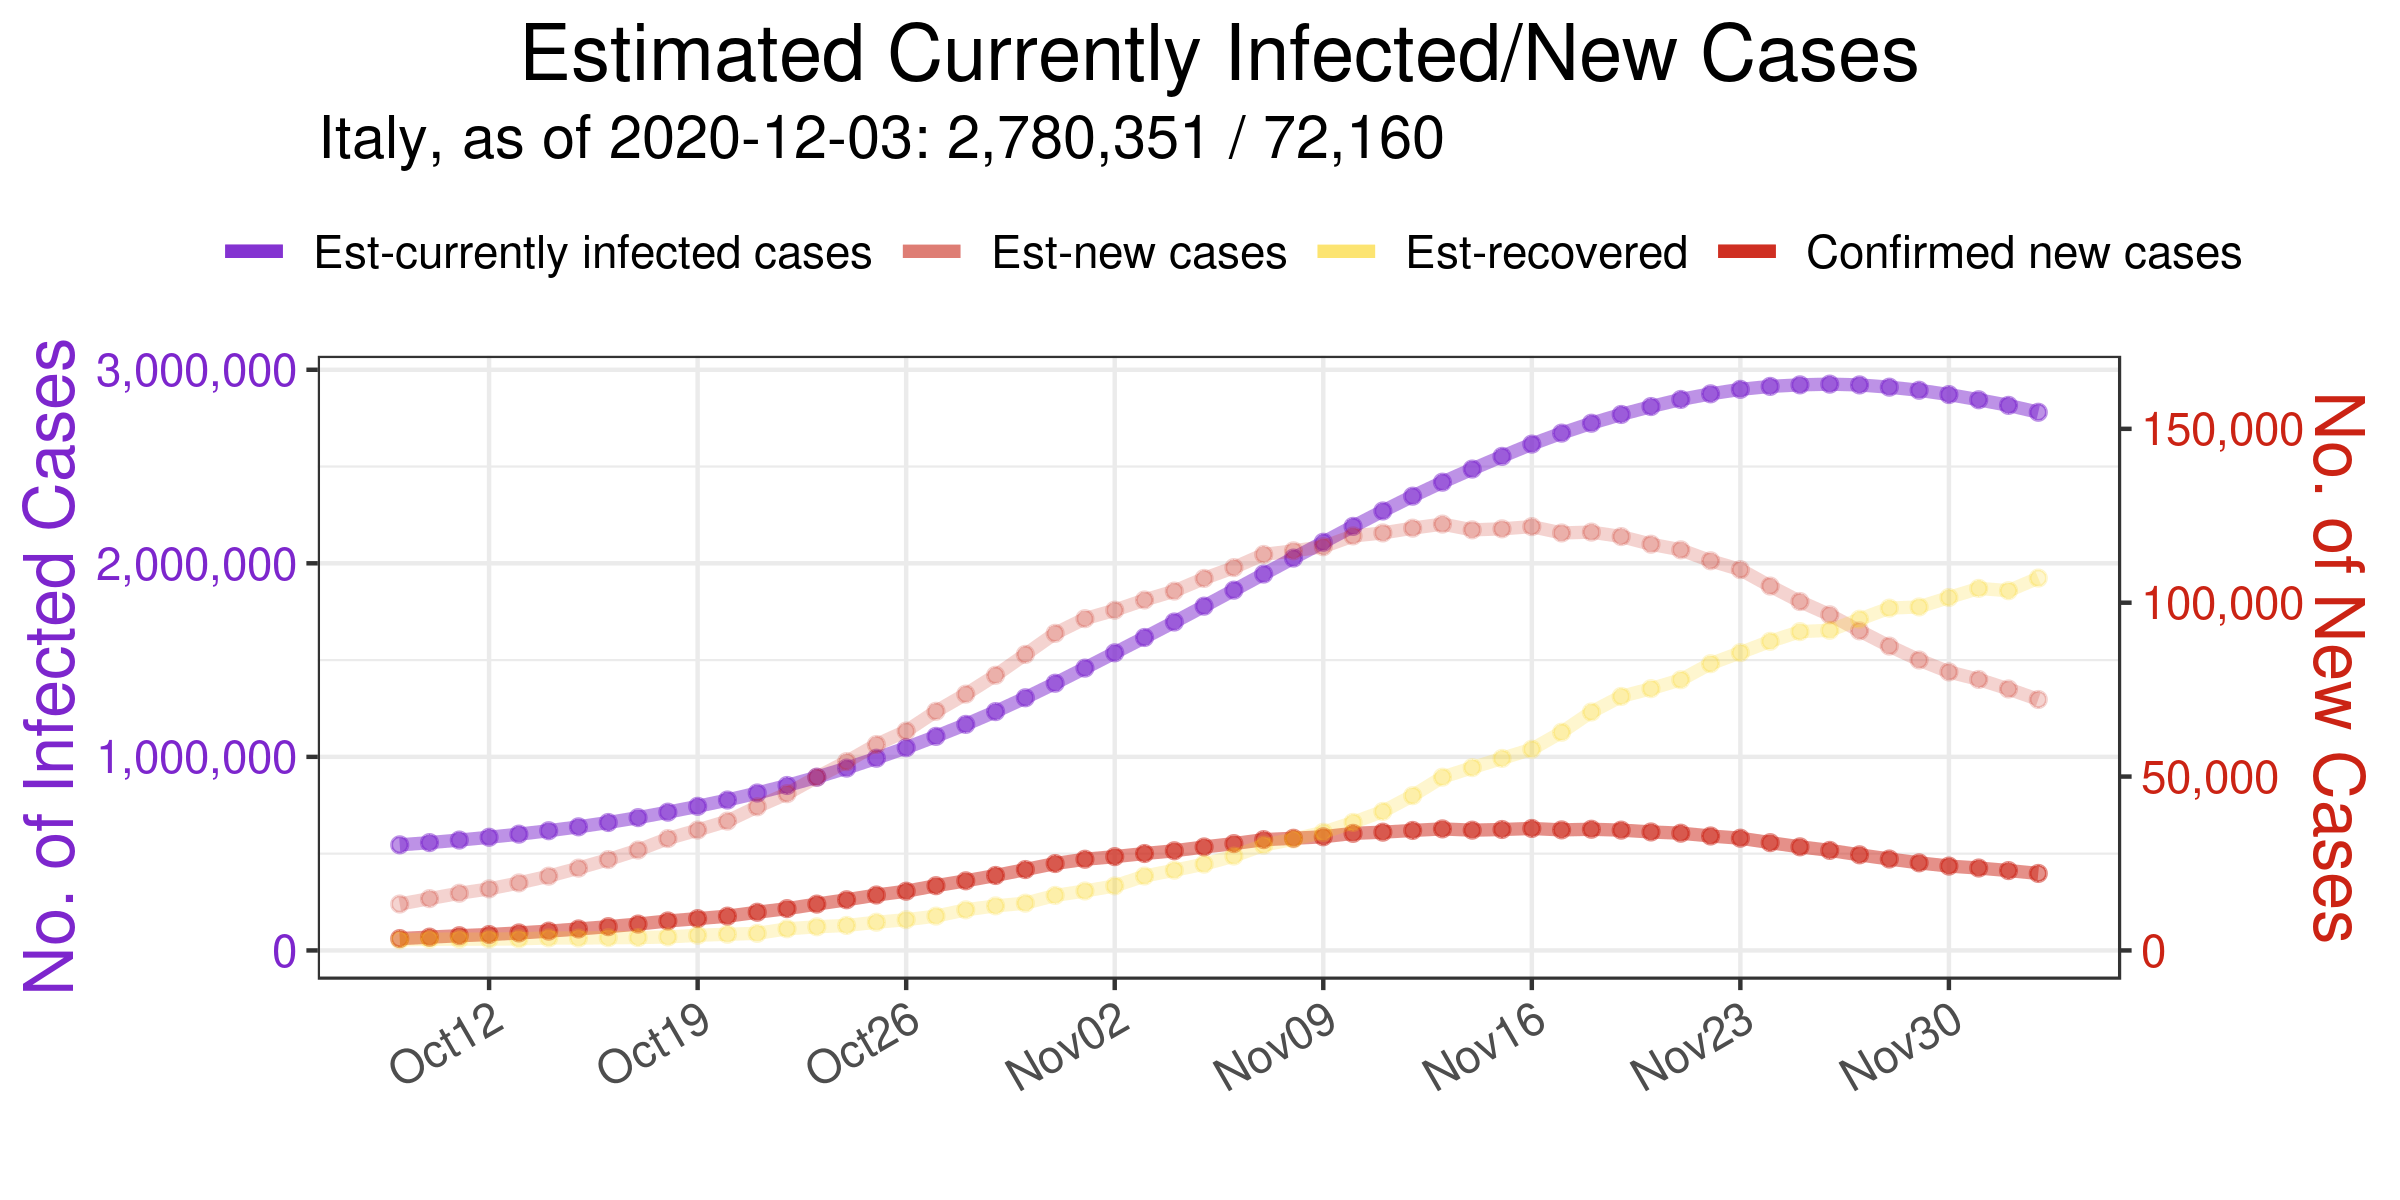 Estimated Currently Infected/New Cases
Italy, as of 2020-12-03: 2,780,351 / 72,160
Est-currently infected cases Est-new cases Est-recovered Confirmed new cases
No. of Infected Cases
3,000,000
2,000,000
1,000,000
0
150,000
100,000
50,000
0
No. of New Cases
Oct12 Oct19 Oct26 Nov02 Nov09 Nov16 Nov23 Nov30